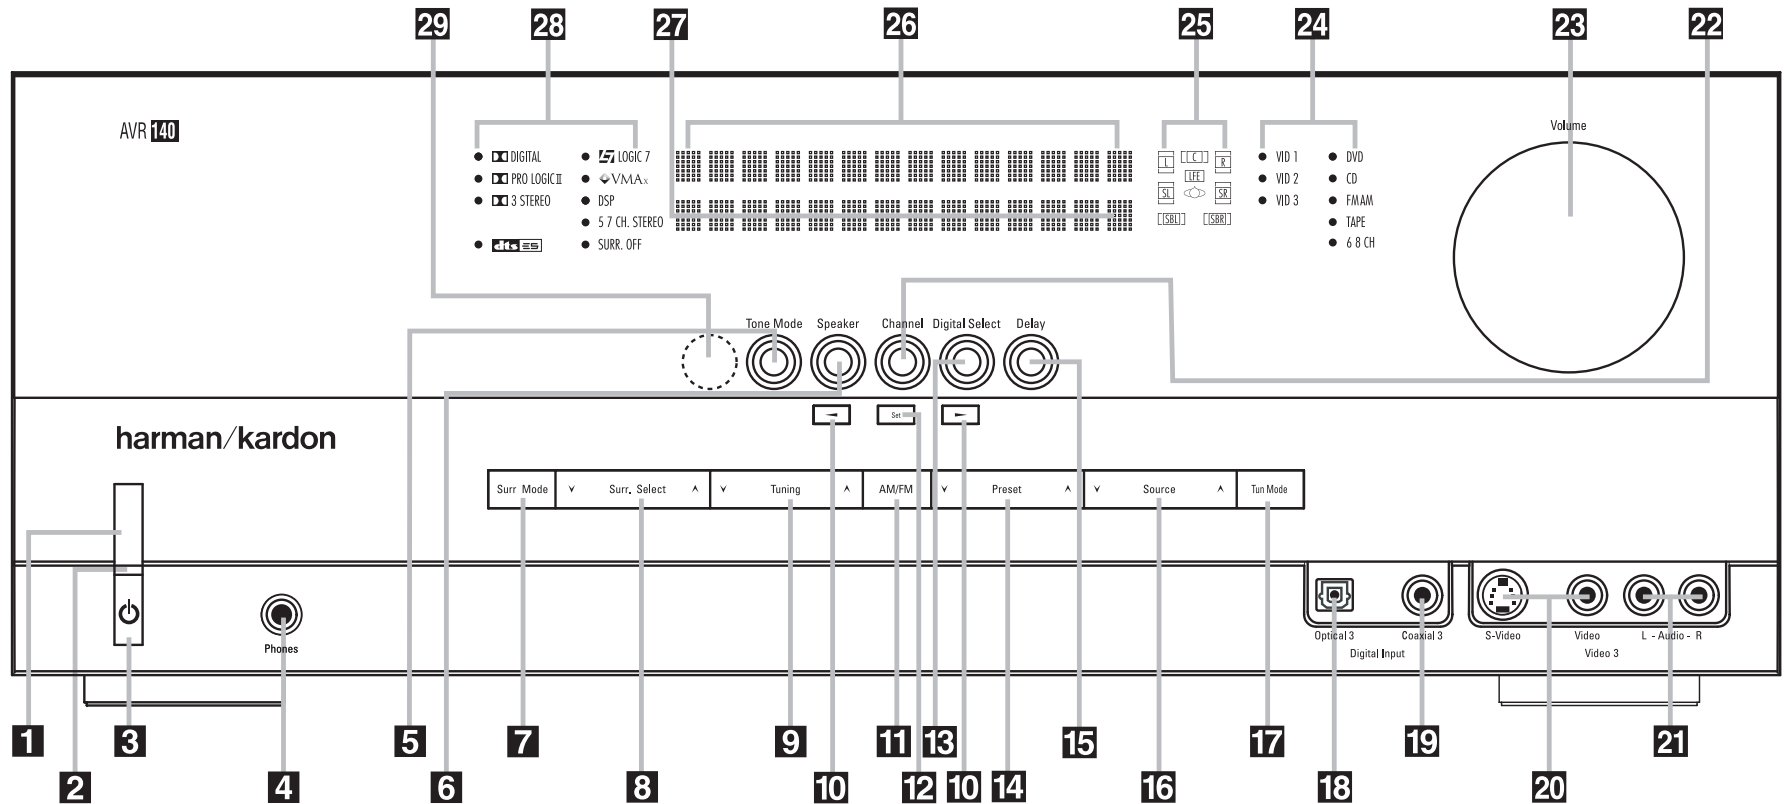 29 28 27 26 25 24 23 22
AVR 140
Volume
DIGITAL LOGIC 7
PRO LOGIC II VMAx
3 STEREO DSP
5 7 CH. STEREO
dts ES SURR. OFF
L C R
LFE
SL SR
SBL SBR
VID 1 DVD
VID 2 CD
VID 3 FMAM
TAPE
6 8 CH
Tone Mode Speaker Channel Digital Select Delay
Set
harman/kardon
Surr Mode Surr. Select Tuning AM/FM Preset Source Tun Mode
Phones
Optical 3 Coaxial 3 S-Video Video L - Audio - R
Digital Input Video 3
1 3 5 7 9 11 13 15 17 19 21
2 4 6 8 10 12 10 14 16 18 20